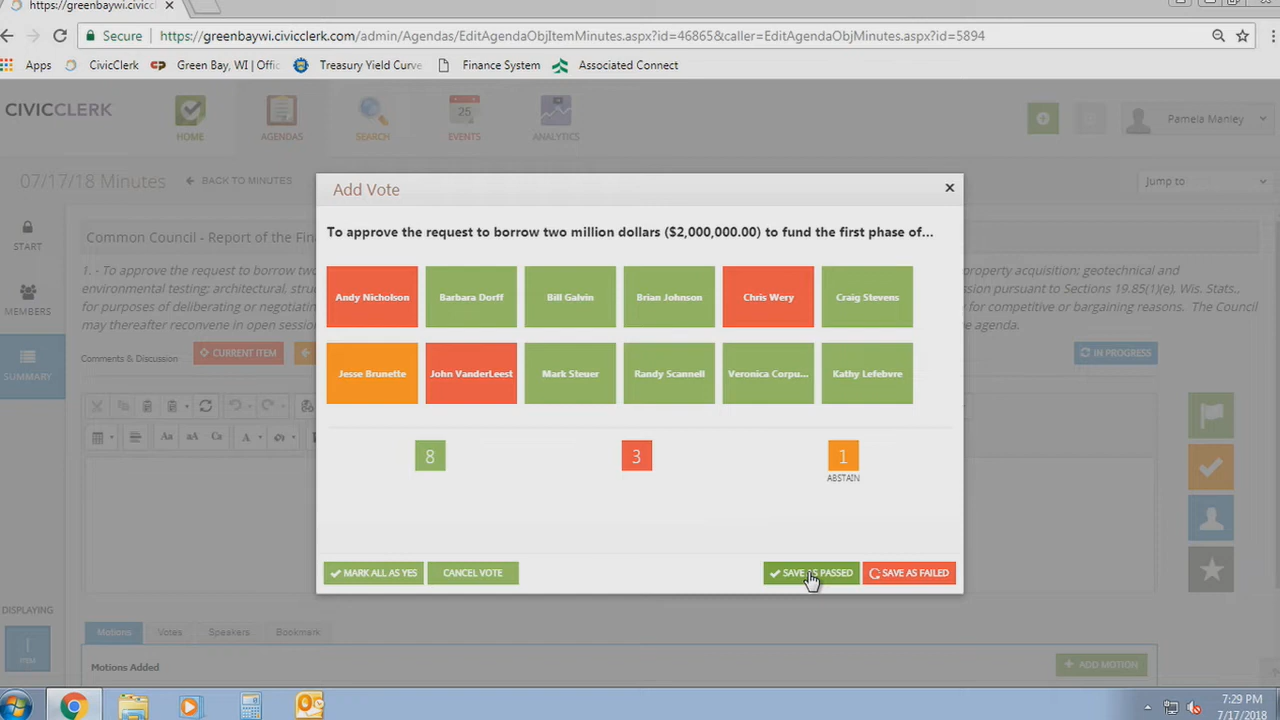 https://greenbaywi.civicc
Secure https://greenbaywi.civicclerk.com/admin/Agendas/EditAgendaObjItemMinutes.aspx?id=46865&caller=EditAgendaObjMinutes.aspx?id=5894
Apps CivicClerk Green Bay, WI | Offic Treasury Yield Curve Finance System Associated Connect
CIVICCLERK
HOME AGENDAS SEARCH 25 EVENTS ANALYTICS
Pamela Manley
07/17/18 Minutes BACK TO MINUTES Jump to
Add Vote
START
Common Council - Report of the Fin
To approve the request to borrow two million dollars ($2,000,000.00) to fund the first phase of...
1. - To approve the request to borrow two property acquisition; geotechnical and
environmental testing; architectural, struc session pursuant to Sections 19.85(1)(e), Wis. Stats.,
for purposes of deliberating or negotiating for competitive or bargaining reasons. The Council
may thereafter reconvene in open session agenda.
MEMBERS
Andy Nicholson Barbara Dorff Bill Galvin Brian Johnson Chris Wery Craig Stevens
Comments & Discussion CURRENT ITEM IN PROGRESS
SUMMARY
Jesse Brunette John VanderLeest Mark Steuer Randy Scannell Veronica Corpu... Kathy Lefebvre
8 3 1
ABSTAIN
MARK ALL AS YES CANCEL VOTE SAVE AS PASSED SAVE AS FAILED
DISPLAYING
1
ITEM
Motions Votes Speakers Bookmark
Motions Added + ADD MOTION
7:29 PM
7/17/2018